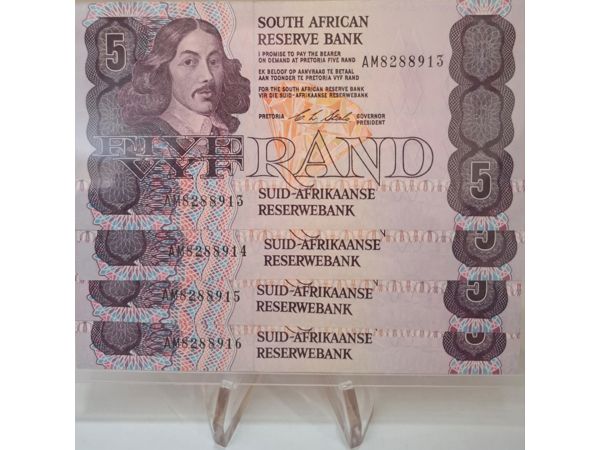 5
SOUTH AFRICAN
RESERVE BANK
I PROMISE TO PAY THE BEARER
ON DEMAND AT PRETORIA FIVE RAND
AM8288913
EK BELOOF OP AANVRAAG TE BETAAL
AAN TOONDER TE PRETORIA VYF RAND
FOR THE SOUTH AFRICAN RESERVE BANK
VIR DIE SUID-AFRIKAANSE RESERWEBANK
PRETORIA
GOVERNOR
PRESIDENT
FIVE
VYF RAND
5
AM8288913
SUID-AFRIKAANSE
RESERWEBANK
AM8288914
SUID-AFRIKAANSE
RESERWEBANK
5
AM8288915
SUID-AFRIKAANSE
RESERWEBANK
5
AM8288916
SUID-AFRIKAANSE
RESERWEBANK
5